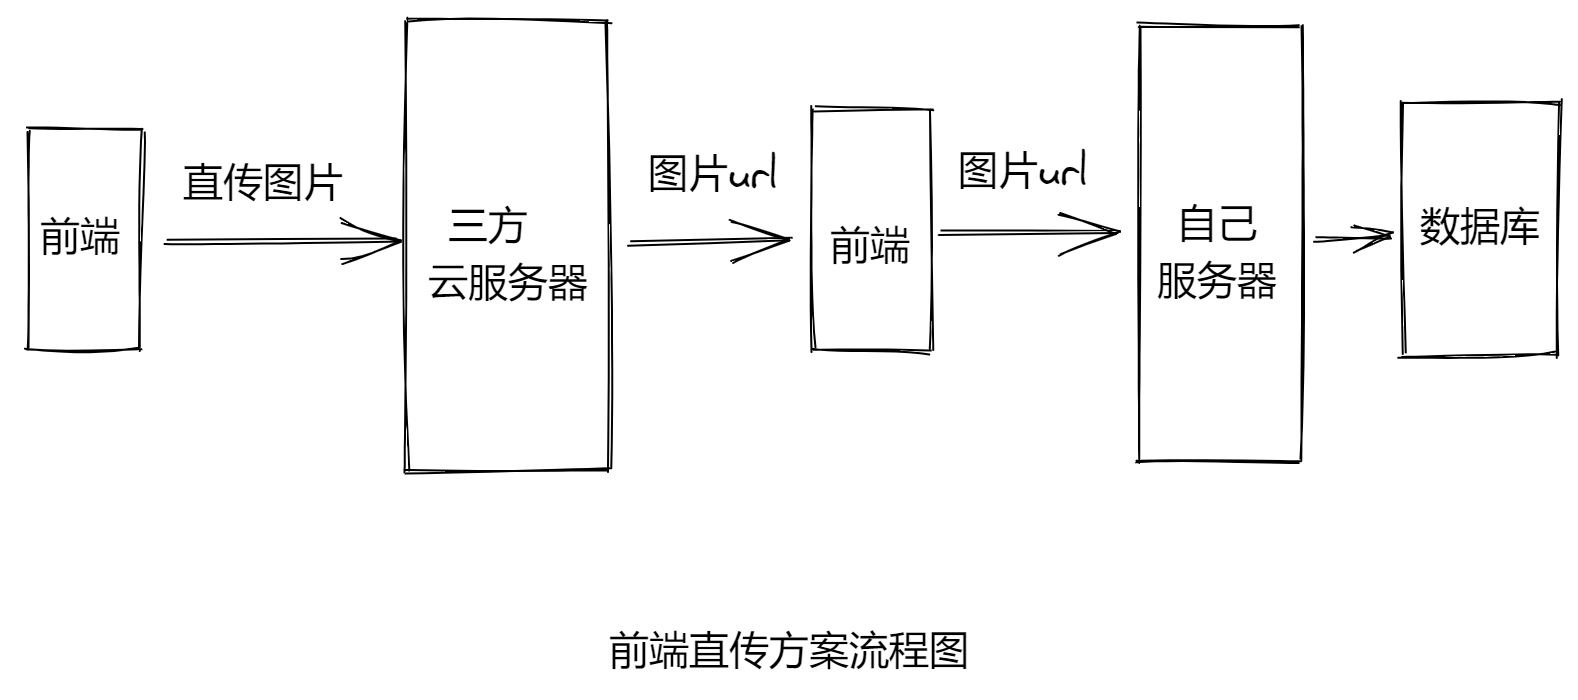 前端
直传图片
三方
云服务器
图片url
前端
图片url
自己
服务器
数据库
前端直传方案流程图